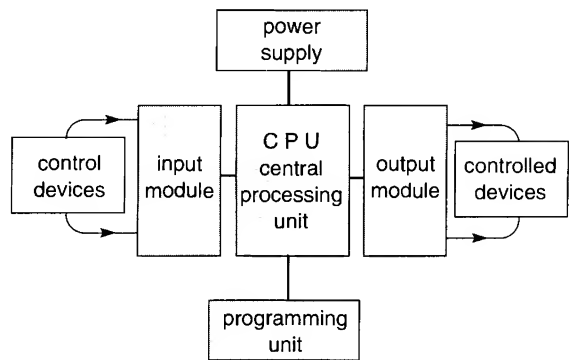 power
supply
control
devices
input
module
C P U
central
processing
unit
output
module
controlled
devices
programming
unit